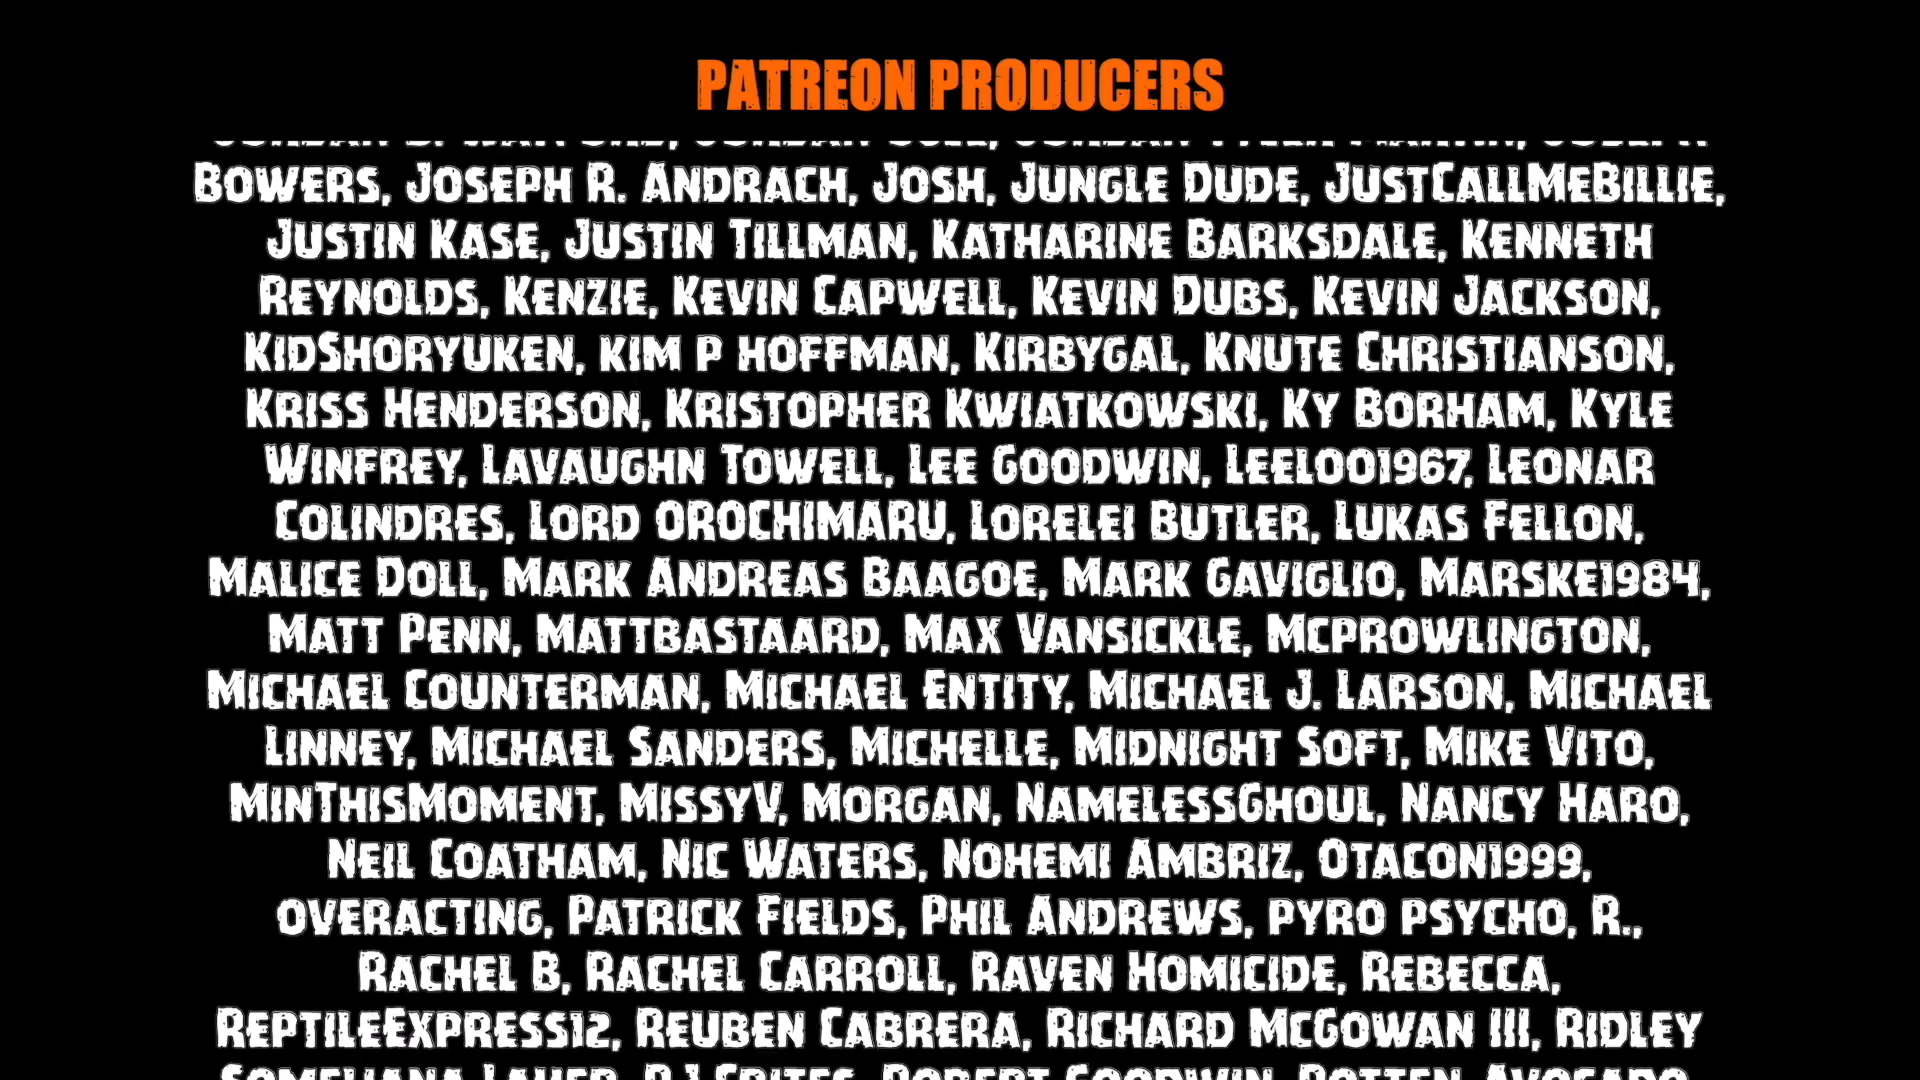 PATREON PRODUCERS
Bowers, Joseph R. Andrach, Josh, Jungle Dude, JustCallMeBillie,
Justin Kase, Justin Tillman, Katharine Barksdale, Kenneth
Reynolds, Kenzie, Kevin Capwell, Kevin Dubs, Kevin Jackson,
KidShoryuken, kim p hoffman, Kirbygal, Knute Christianson,
Kriss Henderson, Kristopher Kwiatkowski, Ky Borham, Kyle
Winfrey, Lavaughn Towell, Lee Goodwin, Leeloo1967, Leonar
Colindres, Lord OROCHIMARU, Lorelei Butler, Lukas Fellon,
Malice Doll, Mark Andreas Baagoe, Mark Gaviglio, Marske1984,
Matt Penn, Mattbastaard, Max Vansickle, Mcprowlington,
Michael Counterman, Michael Entity, Michael J. Larson, Michael
Linney, Michael Sanders, Michelle, Midnight Soft, Mike Vito,
MinThisMoment, MissyV, Morgan, NamelessGhoul, Nancy Haro,
Neil Coatham, Nic Waters, Nohemi Ambriz, Otacon1999,
overacting, Patrick Fields, Phil Andrews, pyro psycho, R.,
Rachel B, Rachel Carroll, Raven Homicide, Rebecca,
ReptileExpress12, Reuben Cabrera, Richard McGowan III, Ridley